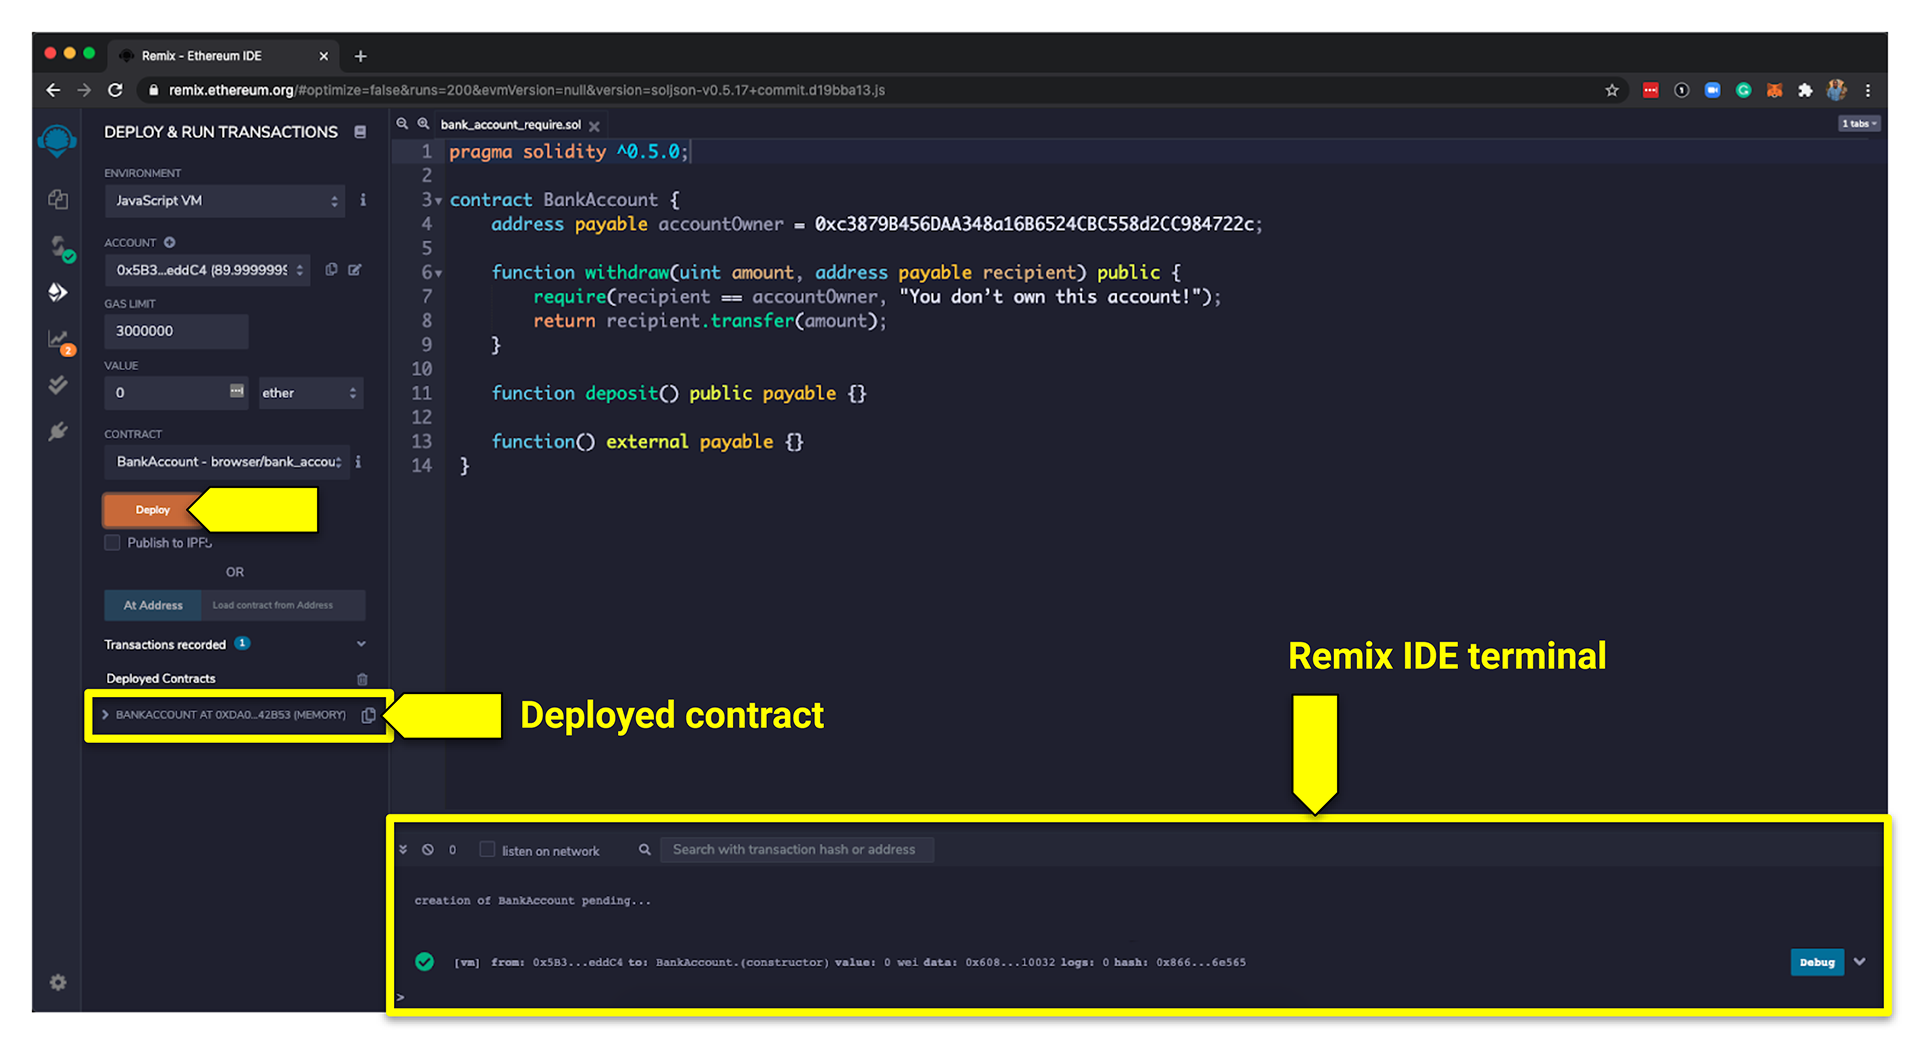 Remix - Ethereum IDE
remix.ethereum.org/#optimize=false&runs=200&evmVersion=null&version=soljson-v0.5.17+commit.d19bba13.js
DEPLOY & RUN TRANSACTIONS
ENVIRONMENT
JavaScript VM
ACCOUNT
0x5B3...eddC4 (89.9999999
GAS LIMIT
3000000
VALUE
0
ether
CONTRACT
BankAccount - browser/bank_accou
Deploy
Publish to IPFS
OR
At Address
Load contract from Address
Transactions recorded 1
Deployed Contracts
BANKACCOUNT AT 0XDA0...42B53 (MEMORY)
2
bank_account_require.sol
1 tabs
1 pragma solidity ^0.5.0;
2
3 contract BankAccount {
4 address payable accountOwner = 0xc3879B456DAA348a16B6524CBC558d2CC984722c;
5
6 function withdraw(uint amount, address payable recipient) public {
7 require(recipient == accountOwner, "You don’t own this account!");
8 return recipient.transfer(amount);
9 }
10
11 function deposit() public payable {}
12
13 function() external payable {}
14 }
Remix IDE terminal
Deployed contract
0
listen on network
Search with transaction hash or address
creation of BankAccount pending...
[vm] from: 0x5B3...eddC4 to: BankAccount.(constructor) value: 0 wei data: 0x608...10032 logs: 0 hash: 0x866...6e565
Debug
>